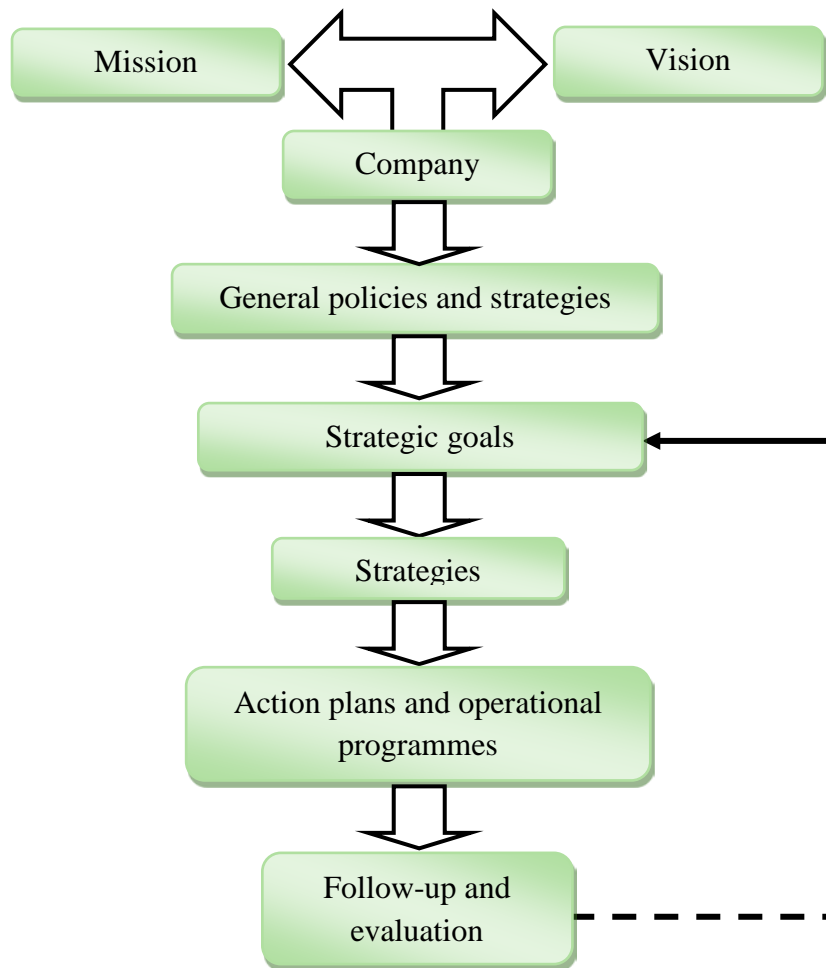 Mission
Vision
Company
General policies and strategies
Strategic goals
Strategies
Action plans and operational
programmes
Follow-up and
evaluation